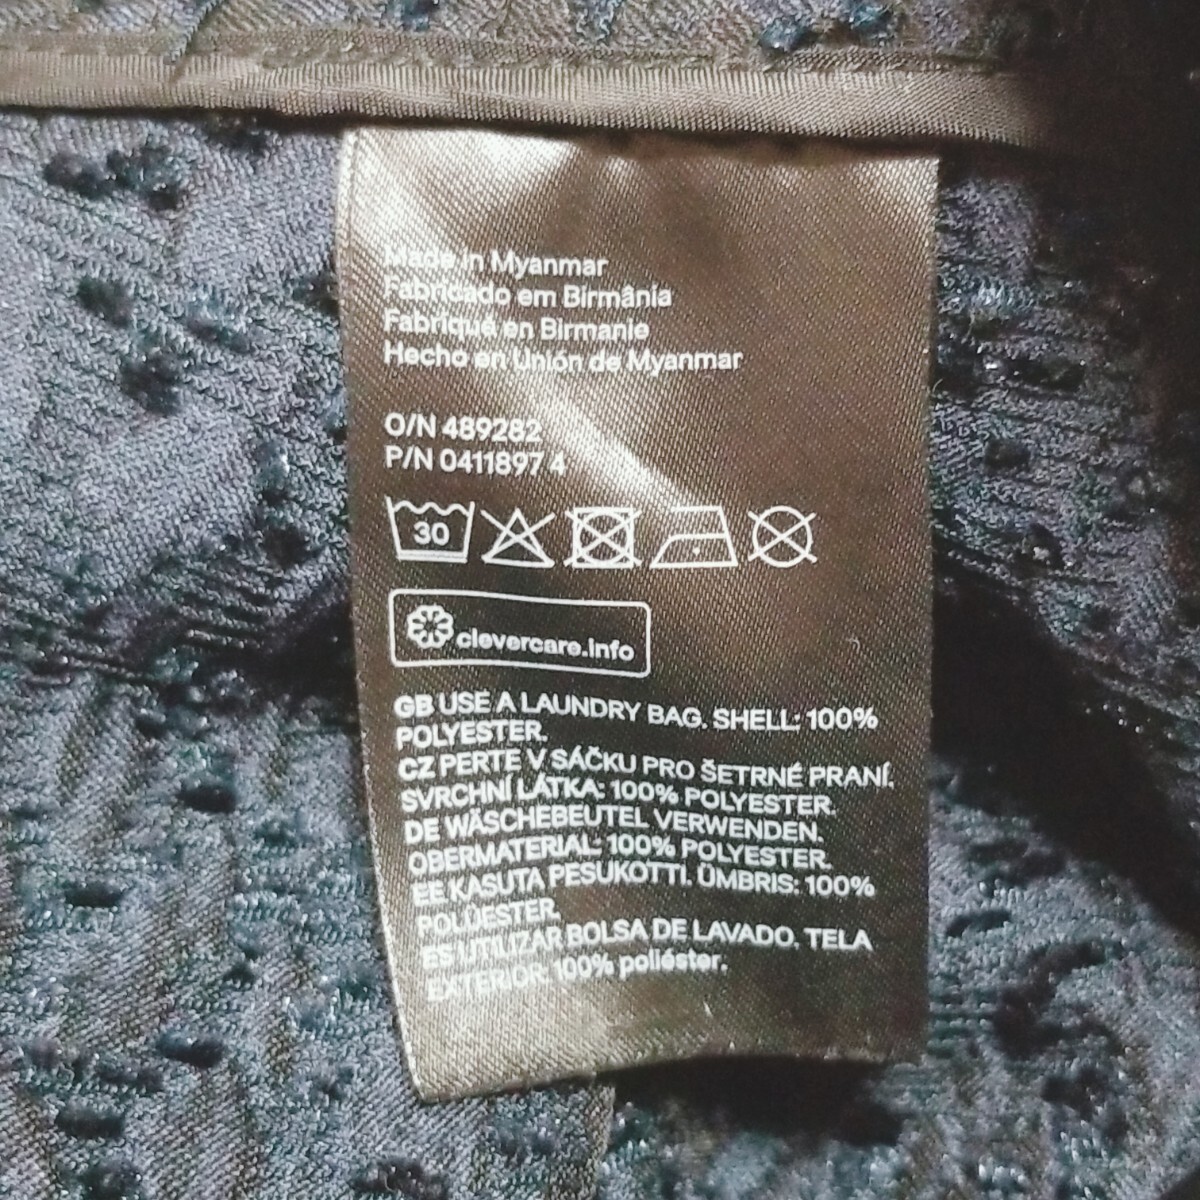 Made in Myanmar
Fabricado em Birmânia
Fabriqué en Birmanie
Hecho en Unión de Myanmar
O/N 489282
P/N 0411897 4
30
clevercare.info
GB USE A LAUNDRY BAG. SHELL: 100%
POLYESTER.
CZ PERTE V SÁČKU PRO ŠETRNÉ PRANÍ.
SVRCHNÍ LÁTKA: 100% POLYESTER.
DE WÄSCHEBEUTEL VERWENDEN.
OBERMATERIAL: 100% POLYESTER.
EE KASUTA PESUKOTTI. ÜMBRIS: 100%
POLÜESTER.
ES UTILIZAR BOLSA DE LAVADO. TELA
EXTERIOR: 100% poliéster.